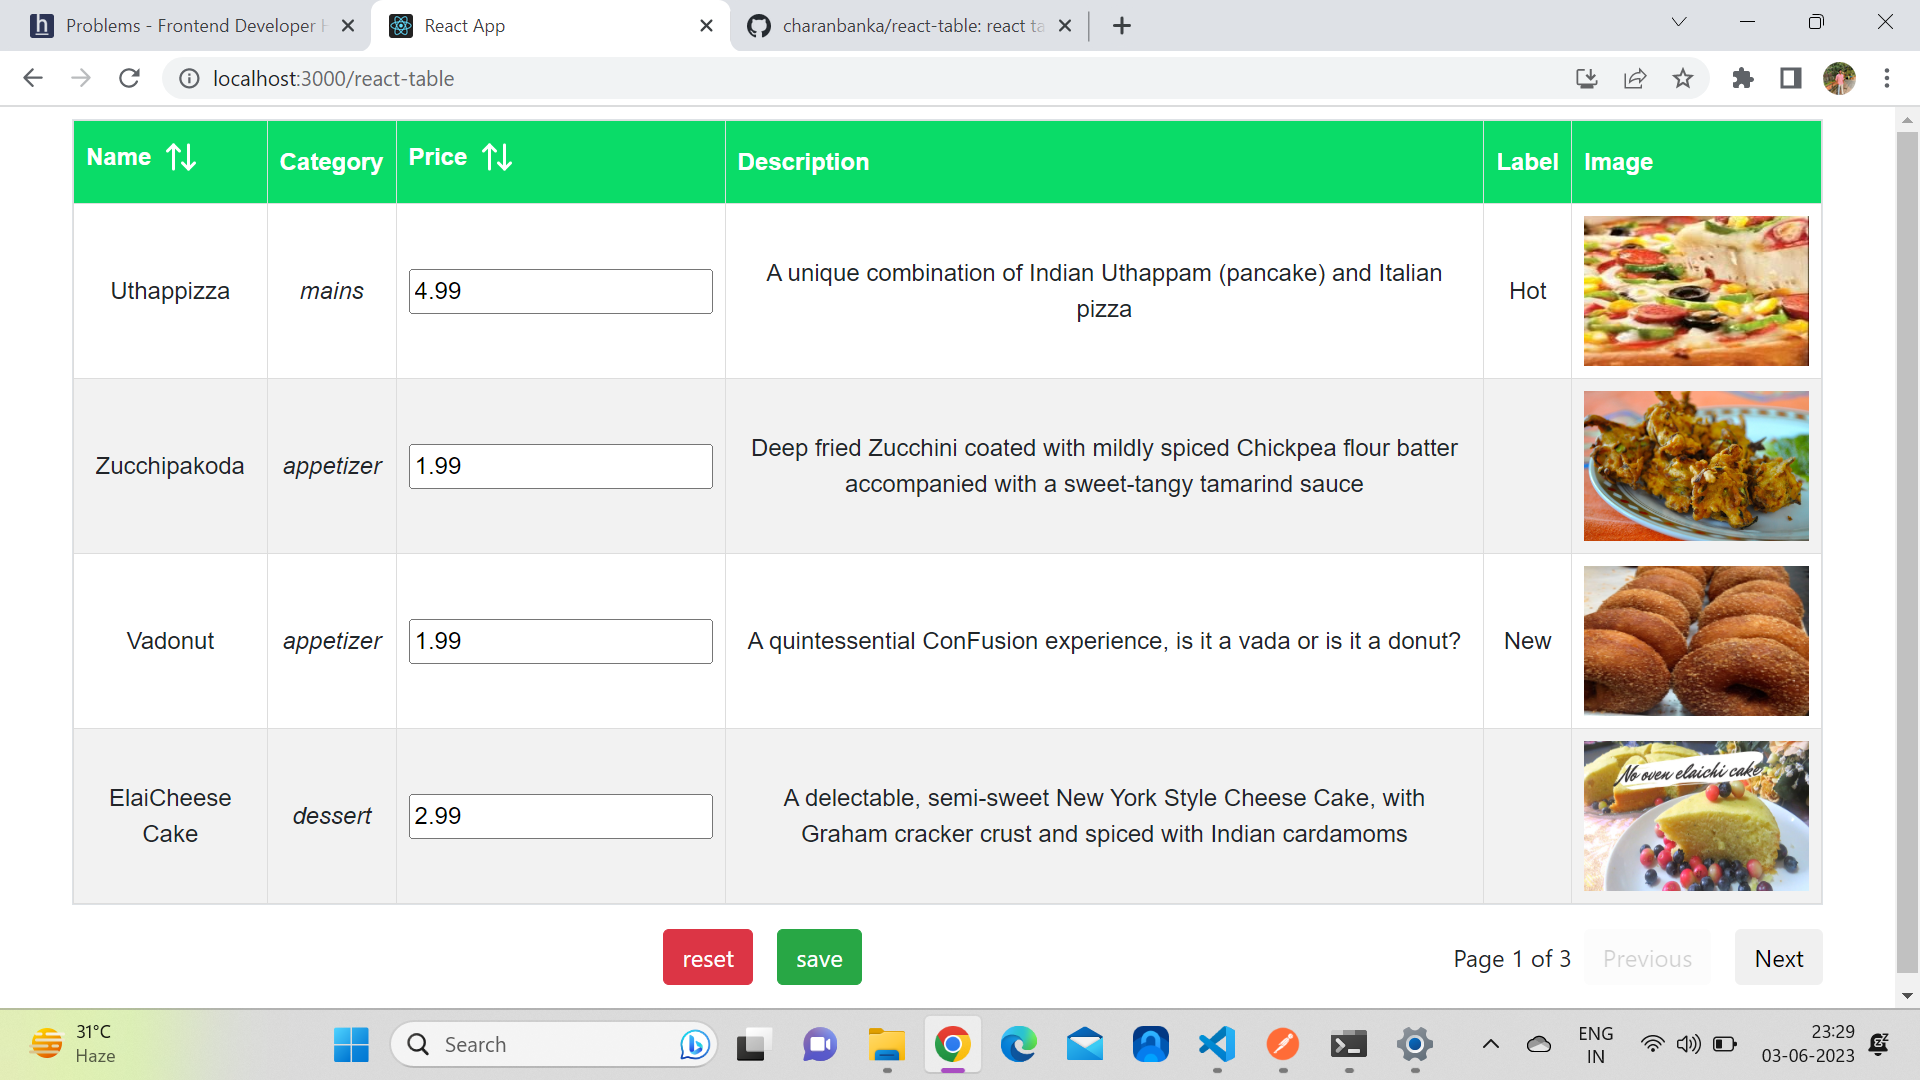 Problems - Frontend Developer
React App
charanbanka/react-table: react ta
localhost:3000/react-table
Name
Category
Price
Description
Label
Image
Uthappizza
mains
4.99
A unique combination of Indian Uthappam (pancake) and Italian
pizza
Hot
Zucchipakoda
appetizer
1.99
Deep fried Zucchini coated with mildly spiced Chickpea flour batter
accompanied with a sweet-tangy tamarind sauce
Vadonut
appetizer
1.99
A quintessential ConFusion experience, is it a vada or is it a donut?
New
ElaiCheese
Cake
dessert
2.99
A delectable, semi-sweet New York Style Cheese Cake, with
Graham cracker crust and spiced with Indian cardamoms
No oven elaichi cake
reset
save
Page 1 of 3
Previous
Next
31°C
Haze
Search
ENG
IN
23:29
03-06-2023